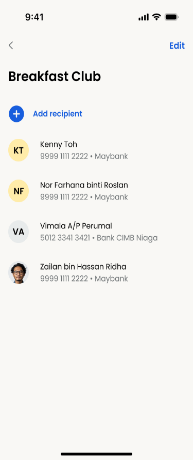 9:41
Edit
Breakfast Club
Add recipient
KT
Kenny Toh
9999 1111 2222 • Maybank
NF
Nor Farhana binti Roslan
9999 1111 2222 • Maybank
VA
Vimala A/P Perumal
5012 3341 3421 • Bank CIMB Niaga
Zailan bin Hassan Ridha
9999 1111 2222 • Maybank